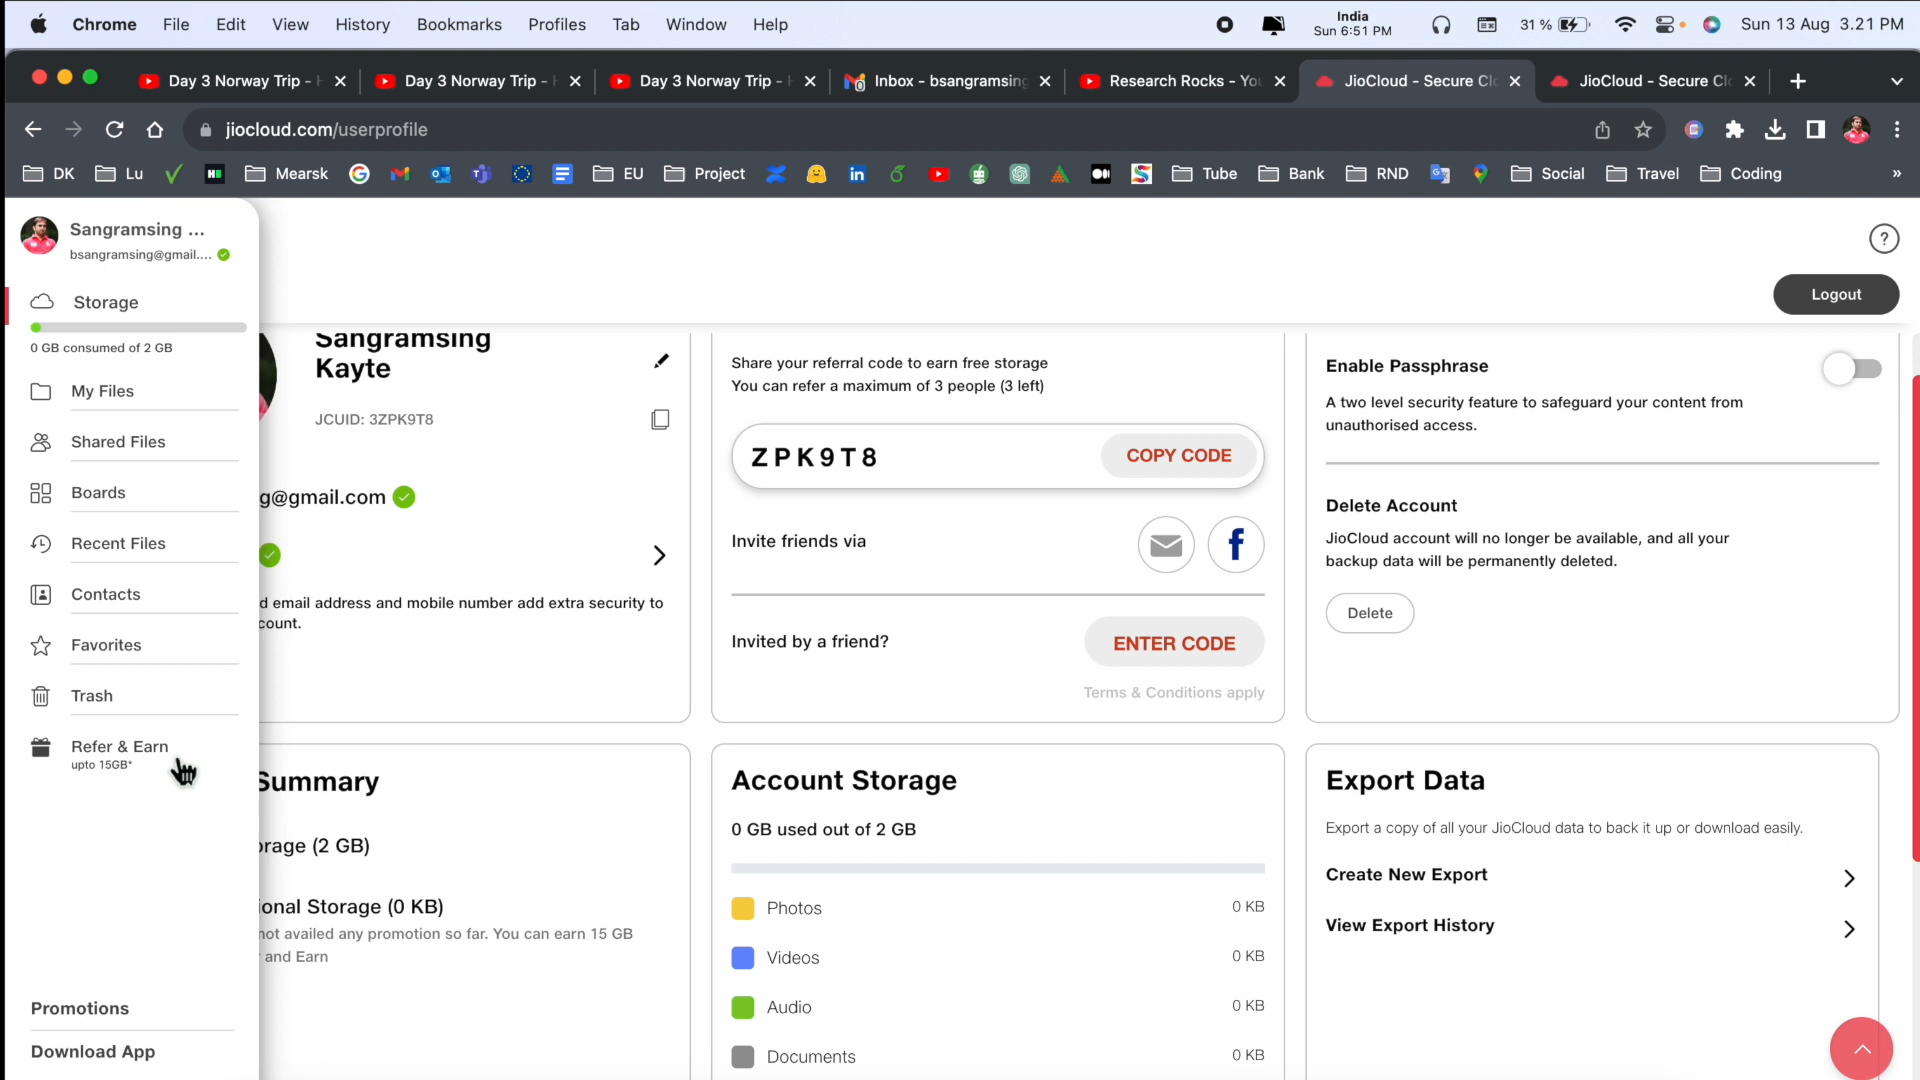 Chrome File Edit View History Bookmarks Profiles Tab Window Help
India
Sun 6:51 PM
31 %
Sun 13 Aug 3.21 PM
Day 3 Norway Trip -
Day 3 Norway Trip -
Day 3 Norway Trip -
Inbox - bsangramsing
Research Rocks - You
JioCloud - Secure Clo
JioCloud - Secure Clo
jiocloud.com/userprofile
DK Lu Mearsk EU Project Tube Bank RND Social Travel Coding
Sangramsing ...
bsangramsing@gmail....
Storage
0 GB consumed of 2 GB
My Files
Shared Files
Boards
Recent Files
Contacts
Favorites
Trash
Refer & Earn
upto 15GB*
Promotions
Download App
Logout
Sangramsing
Kayte
JCUID: 3ZPK9T8
g@gmail.com
d email address and mobile number add extra security to
count.
Share your referral code to earn free storage
You can refer a maximum of 3 people (3 left)
ZPK9T8
COPY CODE
Invite friends via
Invited by a friend?
ENTER CODE
Terms & Conditions apply
Enable Passphrase
A two level security feature to safeguard your content from
unauthorised access.
Delete Account
JioCloud account will no longer be available, and all your
backup data will be permanently deleted.
Delete
Summary
orage (2 GB)
ional Storage (0 KB)
not availed any promotion so far. You can earn 15 GB
and Earn
Account Storage
0 GB used out of 2 GB
Photos 0 KB
Videos 0 KB
Audio 0 KB
Documents 0 KB
Export Data
Export a copy of all your JioCloud data to back it up or download easily.
Create New Export
View Export History